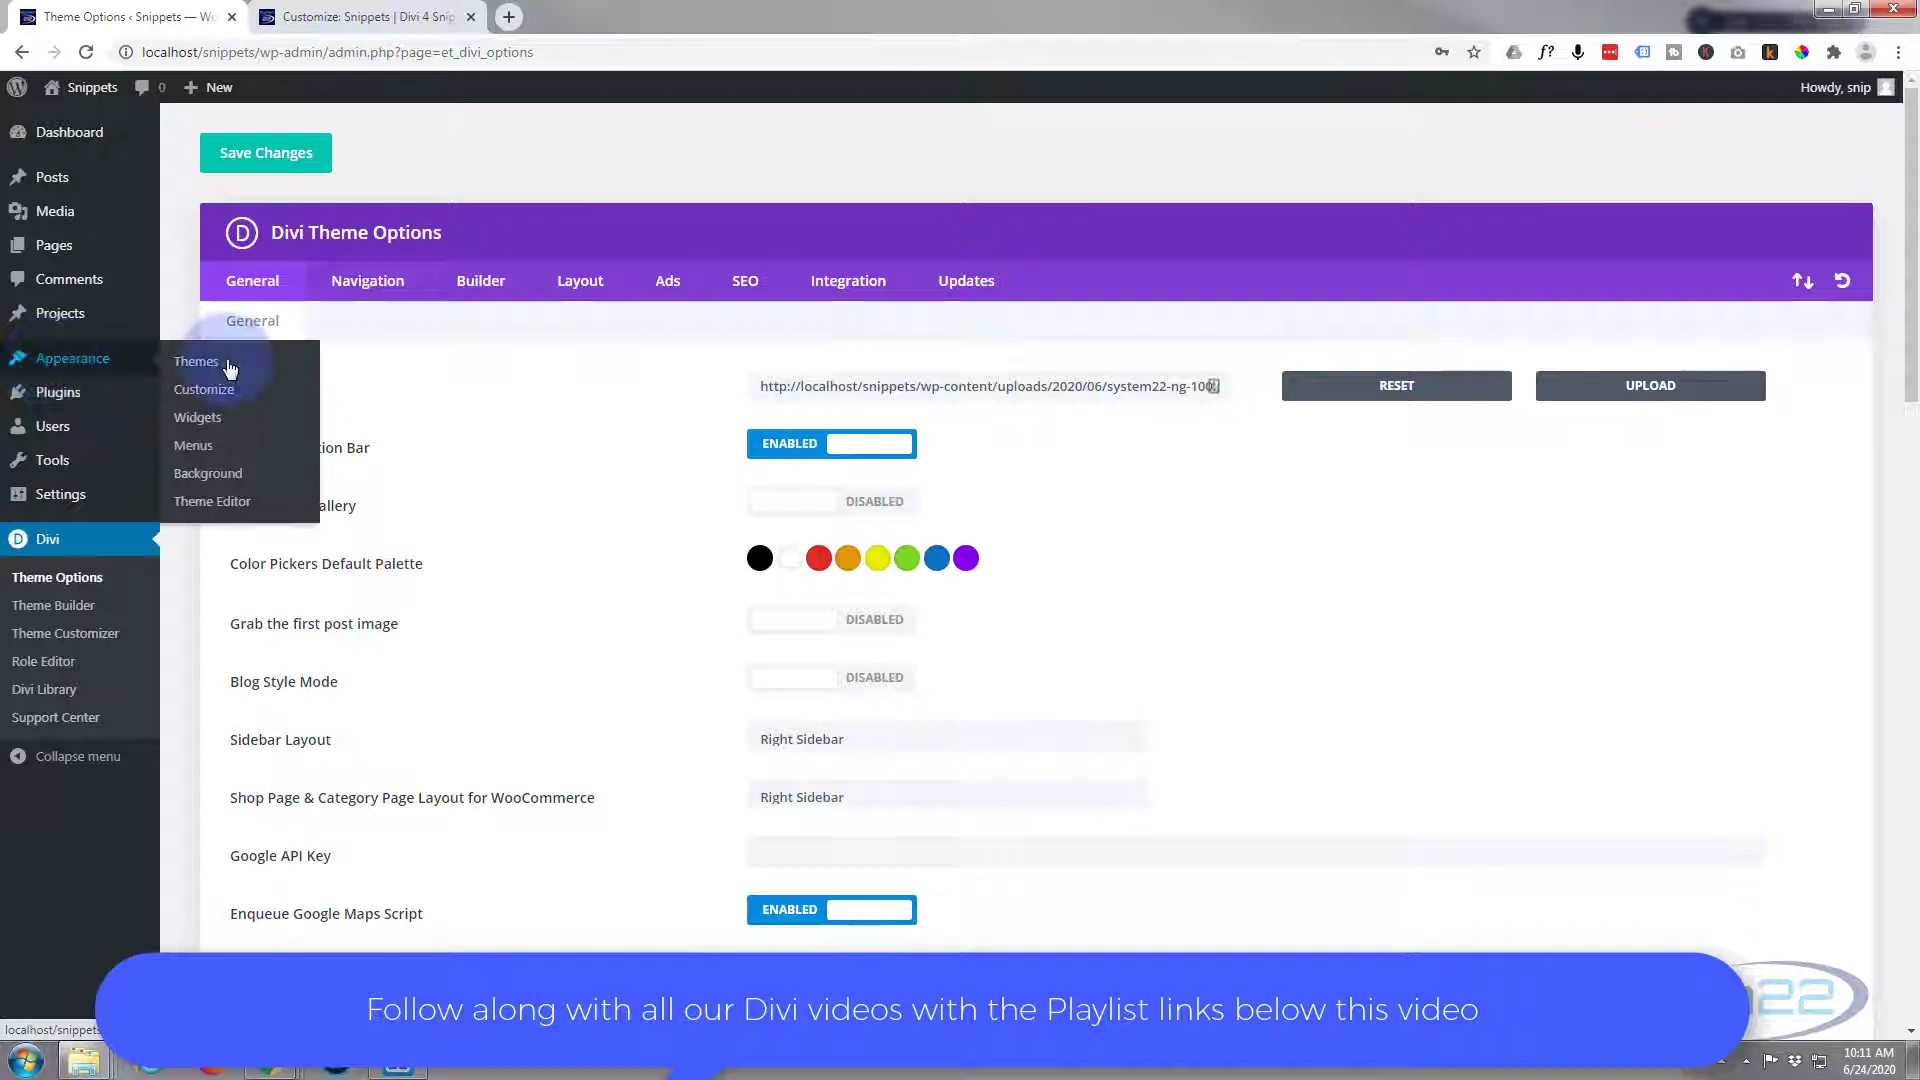 Theme Options ‹ Snippets — Wo
Customize: Snippets | Divi 4 Snip
localhost/snippets/wp-admin/admin.php?page=et_divi_options
Snippets 0 New
Howdy, snip
Dashboard
Posts
Media
Pages
Comments
Projects
Appearance
Plugins
Users
Tools
Settings
Divi
Theme Options
Theme Builder
Theme Customizer
Role Editor
Divi Library
Support Center
Collapse menu
Themes
Customize
Widgets
Menus
Background
Theme Editor
Save Changes
D Divi Theme Options
General Navigation Builder Layout Ads SEO Integration Updates
General
http://localhost/snippets/wp-content/uploads/2020/06/system22-ng-100
RESET UPLOAD
tion Bar ENABLED
allery DISABLED
Color Pickers Default Palette
Grab the first post image DISABLED
Blog Style Mode DISABLED
Sidebar Layout Right Sidebar
Shop Page & Category Page Layout for WooCommerce Right Sidebar
Google API Key
Enqueue Google Maps Script ENABLED
Follow along with all our Divi videos with the Playlist links below this video
22
localhost/snippets
10:11 AM
6/24/2020